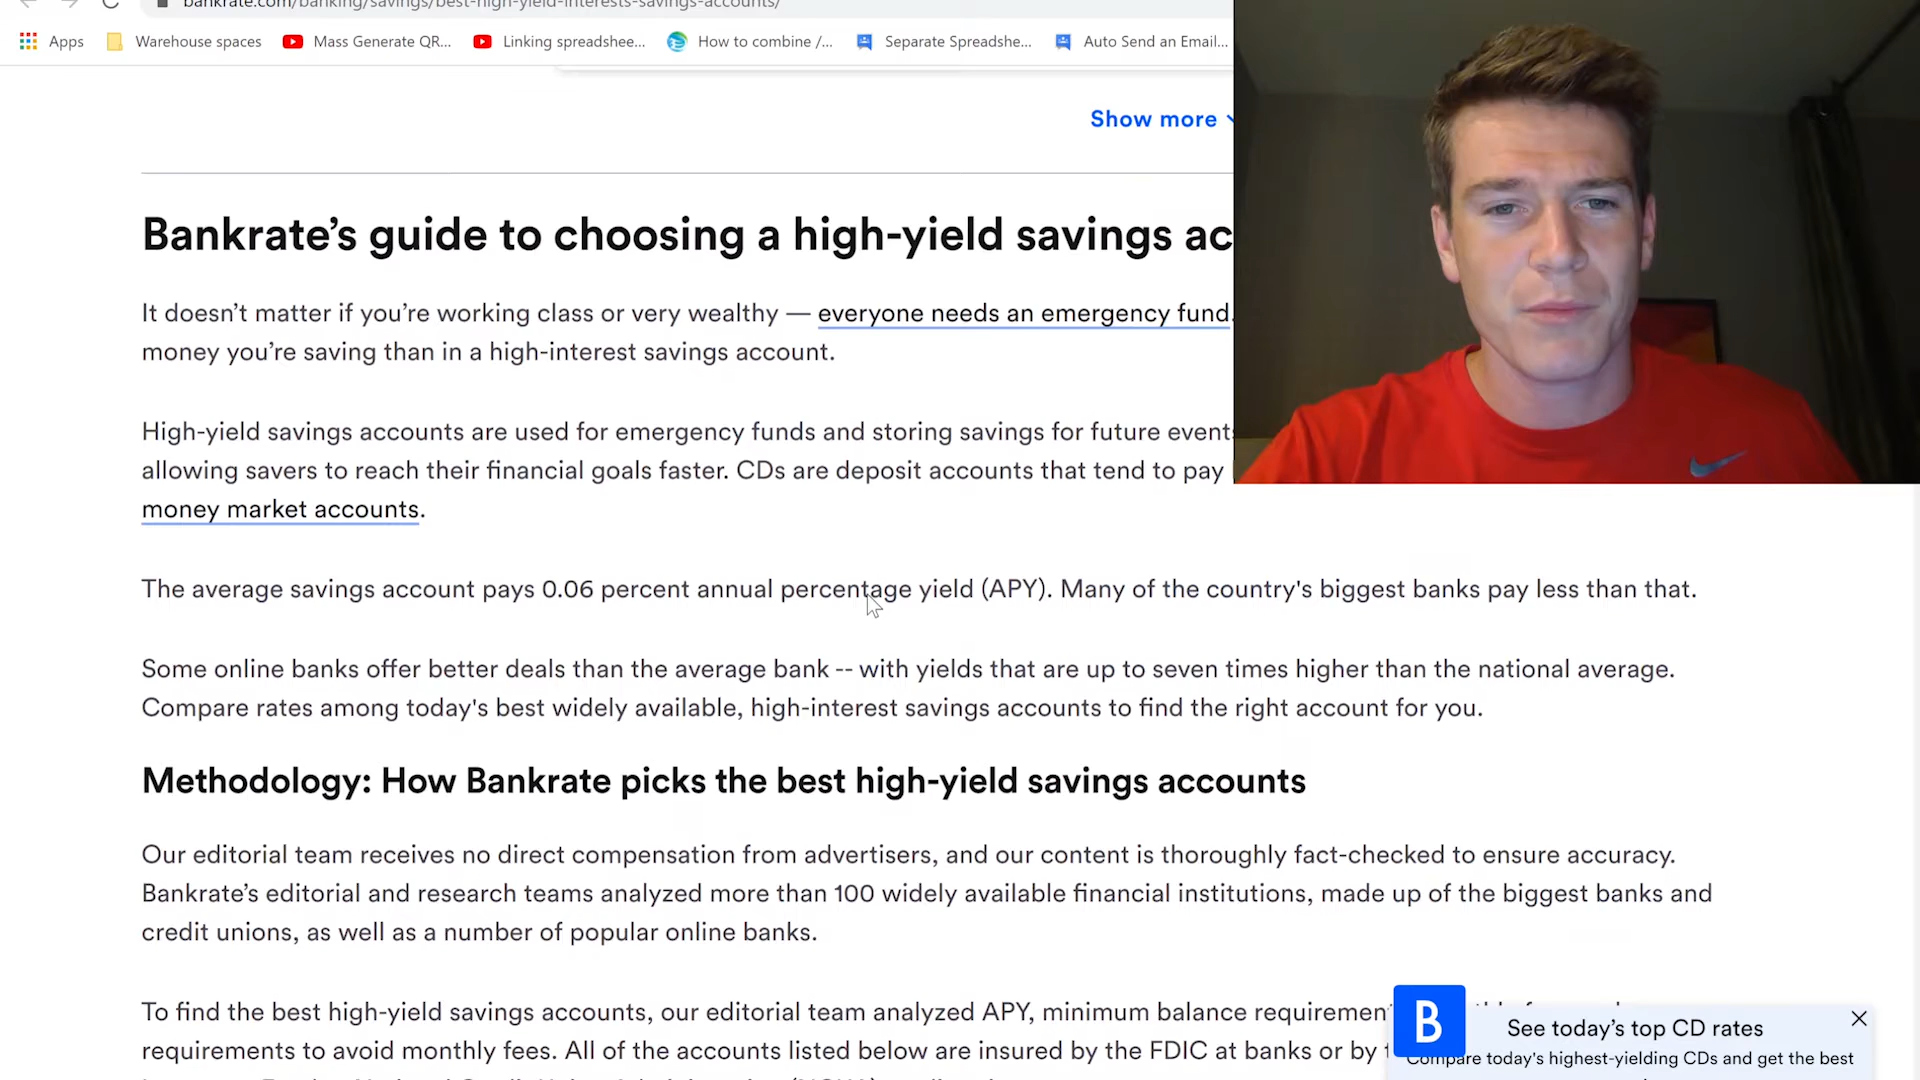 bankrate.com/banking/savings/best-high-yield-interests-savings-accounts/
Apps Warehouse spaces Mass Generate QR... Linking spreadshee... How to combine /... Separate Spreadshe... Auto Send an Email...
Show more
Bankrate’s guide to choosing a high-yield savings ac
It doesn’t matter if you’re working class or very wealthy — everyone needs an emergency fund.
money you’re saving than in a high-interest savings account.
High-yield savings accounts are used for emergency funds and storing savings for future events
allowing savers to reach their financial goals faster. CDs are deposit accounts that tend to pay
money market accounts.
The average savings account pays 0.06 percent annual percentage yield (APY). Many of the country's biggest banks pay less than that.
Some online banks offer better deals than the average bank -- with yields that are up to seven times higher than the national average.
Compare rates among today's best widely available, high-interest savings accounts to find the right account for you.
Methodology: How Bankrate picks the best high-yield savings accounts
Our editorial team receives no direct compensation from advertisers, and our content is thoroughly fact-checked to ensure accuracy.
Bankrate’s editorial and research teams analyzed more than 100 widely available financial institutions, made up of the biggest banks and
credit unions, as well as a number of popular online banks.
To find the best high-yield savings accounts, our editorial team analyzed APY, minimum balance requirement
requirements to avoid monthly fees. All of the accounts listed below are insured by the FDIC at banks or by
B
See today’s top CD rates
Compare today's highest-yielding CDs and get the best